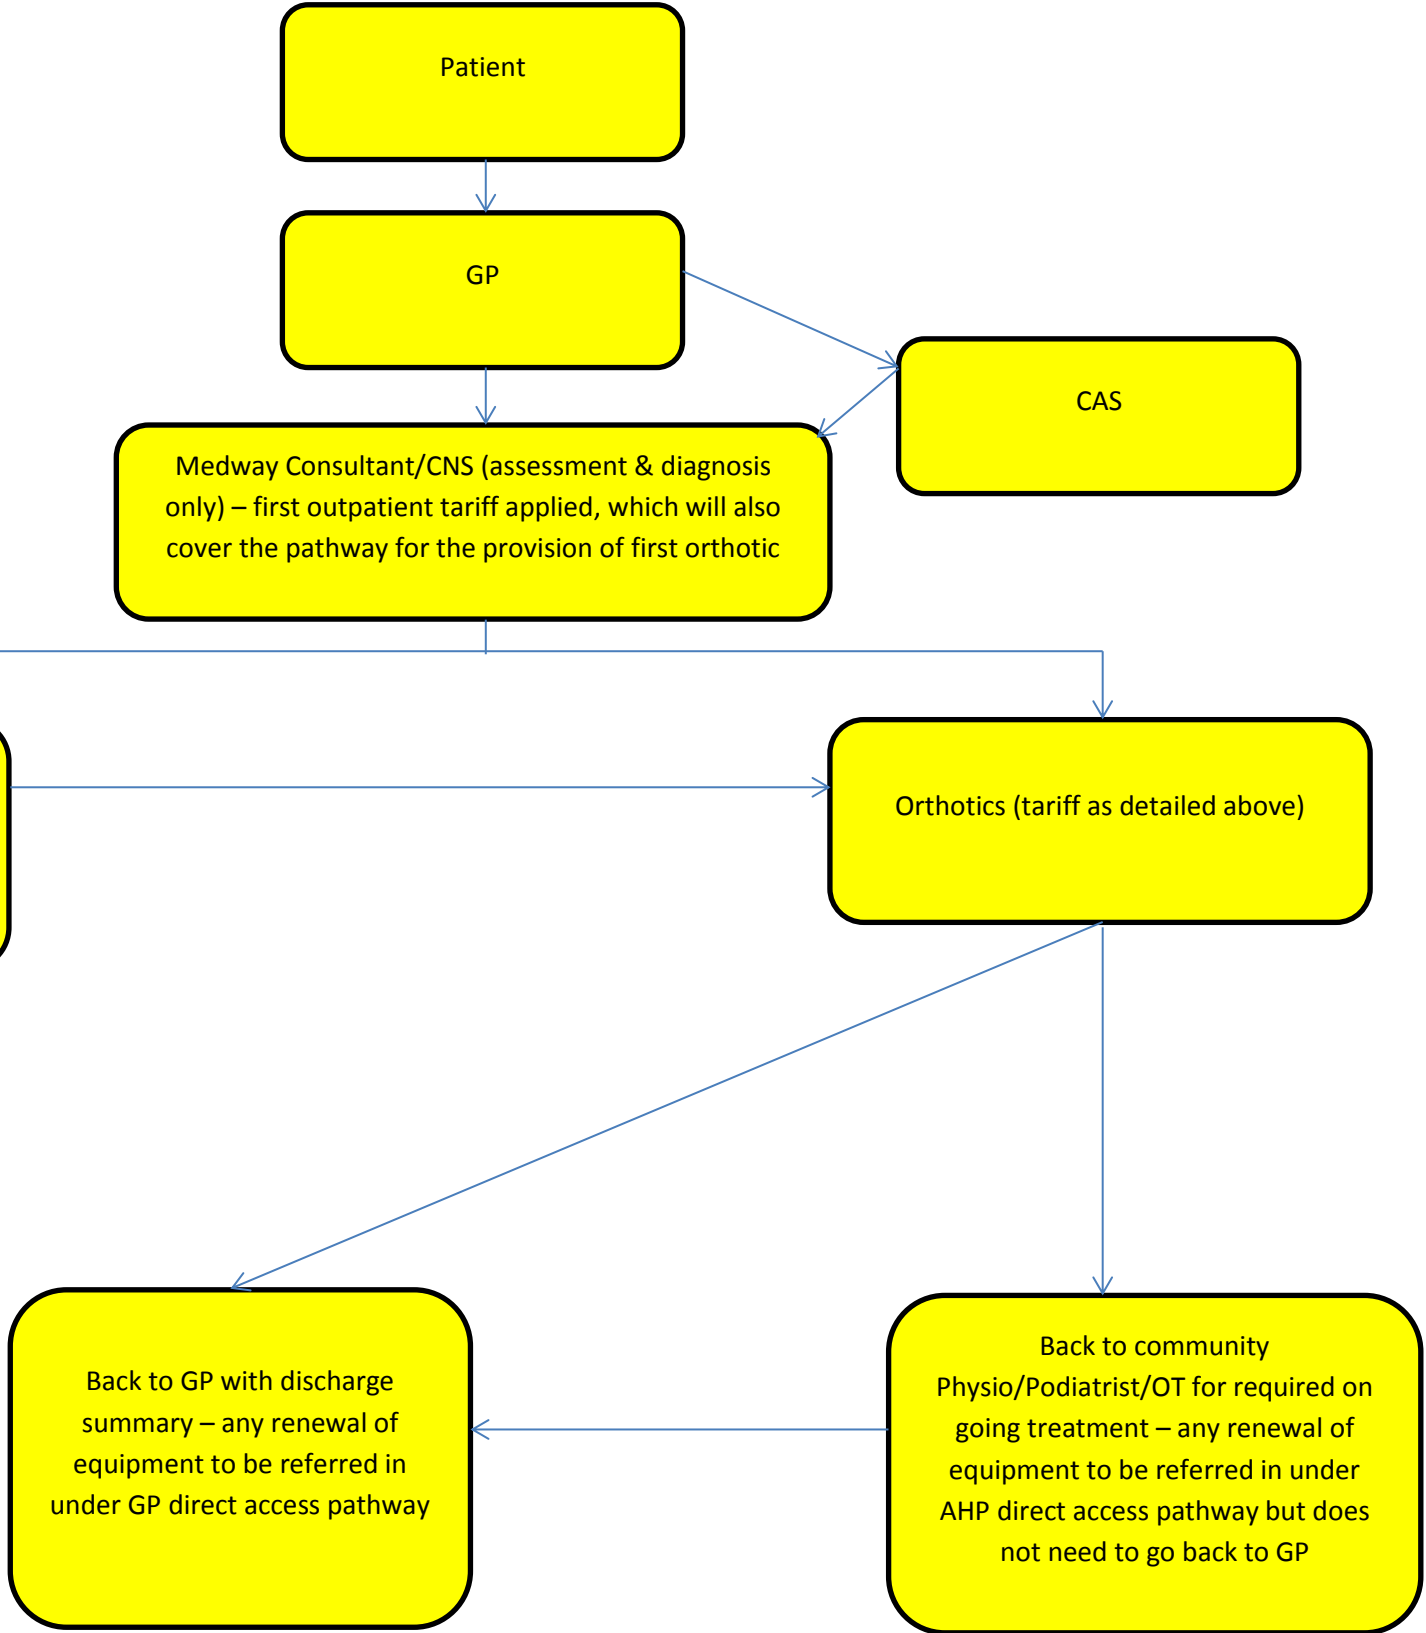 Patient
GP
CAS
Medway Consultant/CNS (assessment & diagnosis
only) – first outpatient tariff applied, which will also
cover the pathway for the provision of first orthotic
Orthotics (tariff as detailed above)
Back to GP with discharge
summary – any renewal of
equipment to be referred in
under GP direct access pathway
Back to community
Physio/Podiatrist/OT for required on
going treatment – any renewal of
equipment to be referred in under
AHP direct access pathway but does
not need to go back to GP